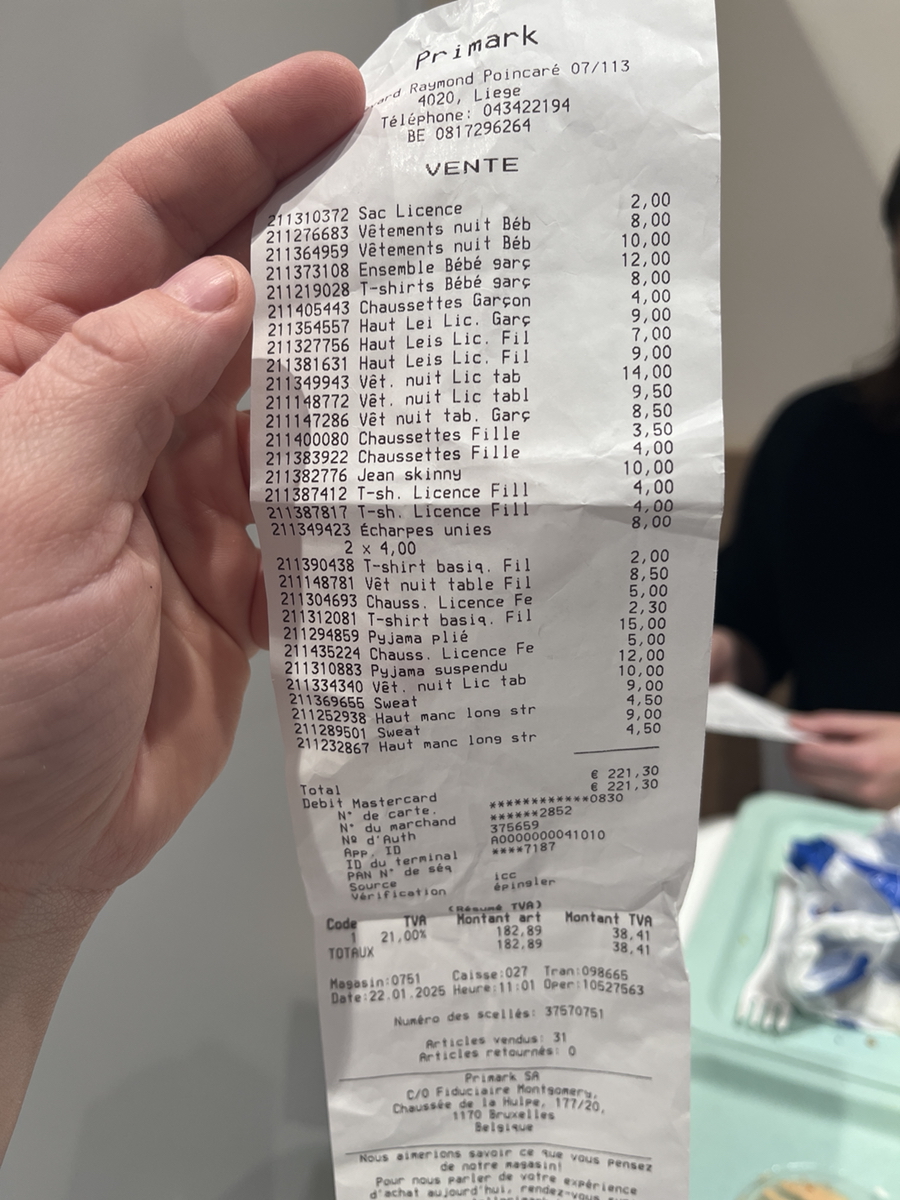 Primark
ard Raymond Poincaré 07/113
4020, Liege
Téléphone: 043422194
BE 0817296264
VENTE
211310372 Sac Licence 2,00
211276683 Vêtements nuit Béb 8,00
211364959 Vêtements nuit Béb 10,00
211373108 Ensemble Bébé garç 12,00
211219028 T-shirts Bébé garç 8,00
211405443 Chaussettes Garçon 4,00
211354557 Haut Lei Lic. Garç 9,00
211327756 Haut Leis Lic. Fil 7,00
211381631 Haut Leis Lic. Fil 9,00
211349943 Vêt. nuit Lic tab 14,00
211148772 Vêt. nuit Lic tabl 9,50
211147286 Vêt nuit tab. Garç 8,50
211400080 Chaussettes Fille 3,50
211383922 Chaussettes Fille 4,00
211382776 Jean skinny 10,00
211387412 T-sh. Licence Fill 4,00
211387817 T-sh. Licence Fill 4,00
211349423 Écharpes unies 8,00
2 x 4,00
211390438 T-shirt basiq. Fil 2,00
211148781 Vêt nuit table Fil 8,50
211304693 Chauss. Licence Fe 5,00
211312081 T-shirt basiq. Fil 2,30
211294859 Pyjama plié 15,00
211435224 Chauss. Licence Fe 5,00
211310883 Pyjama suspendu 12,00
211334340 Vêt. nuit Lic tab 10,00
211369655 Sweat 9,00
211252938 Haut manc long str 4,50
211289501 Sweat 9,00
211232867 Haut manc long str 4,50
Total € 221,30
Debit Mastercard € 221,30
N° de carte. ***********0830
N° du marchand ******2852
Nº d'Auth 375659
App. ID A0000000041010
ID du terminal ****7187
PAN N° de séq
Source icc
Vérification épingler
(Résumé TVA)
Code TVA Montant art Montant TVA
1 21,00% 182,89 38,41
TOTAUX 182,89 38,41
Magasin:0751 Caisse:027 Tran:098665
Date:22.01.2025 Heure:11:01 Oper:10527563
Numéro des scellés: 37570751
Articles vendus: 31
Articles retournés: 0
Primark SA
C/O Fiduciaire Montgomery,
Chaussée de la Hulpe, 177/20,
1170 Bruxelles
Belgique
Nous aimerions savoir ce que vous pensez
de notre magasin!
Pour nous parler de votre expérience
d'achat aujourd'hui, rendez-vous sur